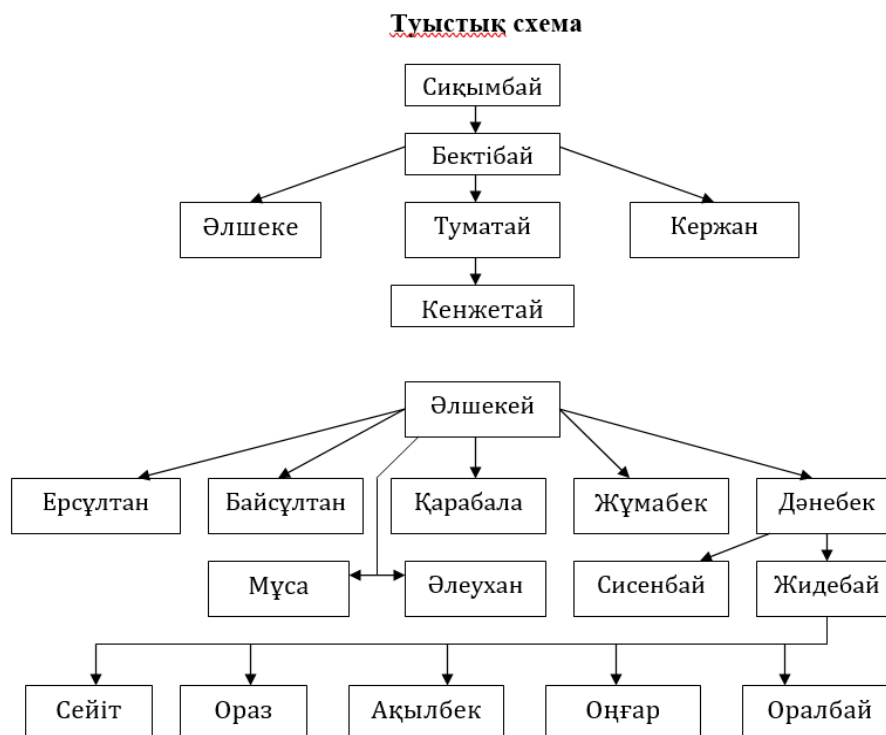 Туыстық схема
Сиқымбай
Бектібай
Әлшеке Туматай Кержан
Кенжетай
Әлшекей
Ерсұлтан Байсұлтан Қарабала Жұмабек Дәнебек
Мұса Әлеухан Сисенбай Жидебай
Сейіт Ораз Ақылбек Оңғар Оралбай